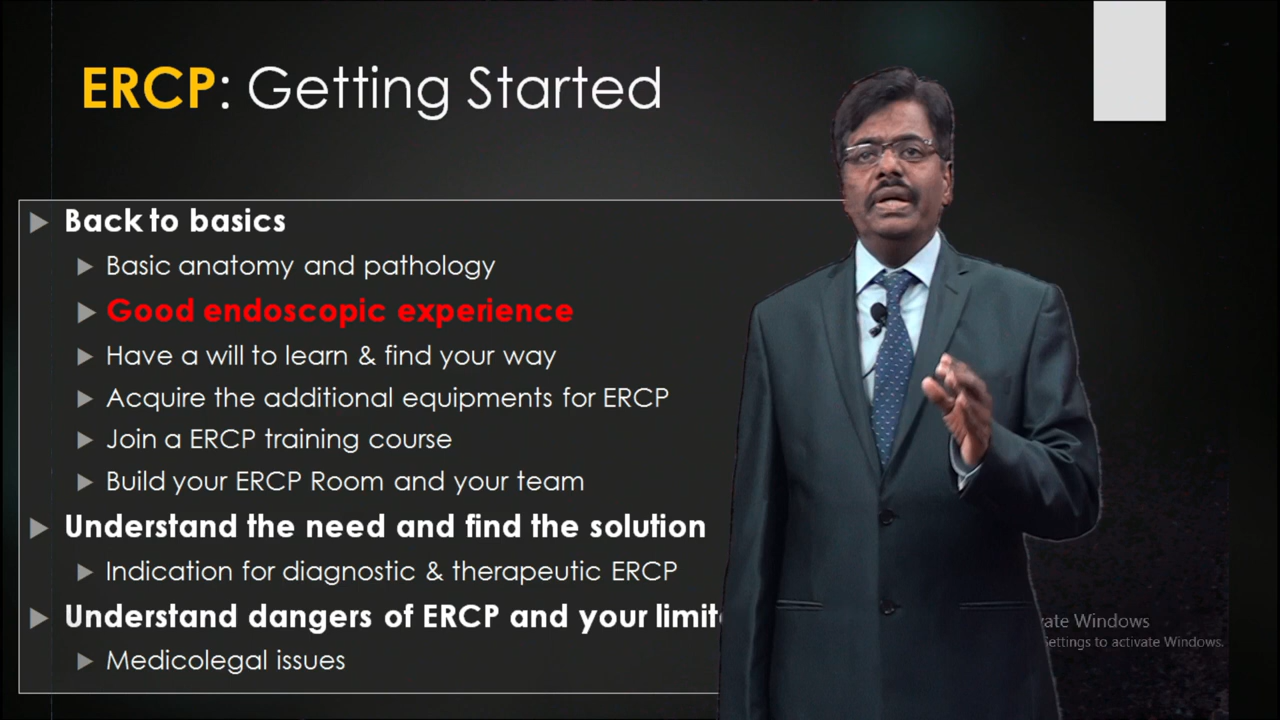 ERCP: Getting Started
Back to basics
Basic anatomy and pathology
Good endoscopic experience
Have a will to learn & find your way
Acquire the additional equipments for ERCP
Join a ERCP training course
Build your ERCP Room and your team
Understand the need and find the solution
Indication for diagnostic & therapeutic ERCP
Understand dangers of ERCP and your limit
Medicolegal issues
Windows
to activate Windows.